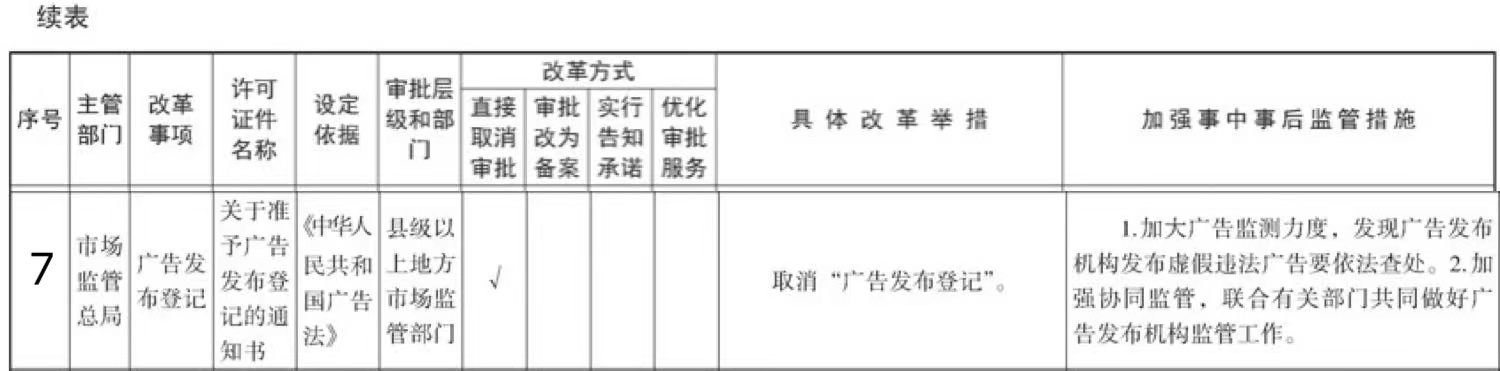 续表
序号
主管
部门
改革
事项
许可
证件
名称
设定
依据
审批层
级和部
门
改革方式
直接
取消
审批
审批
改为
备案
实行
告知
承诺
优化
审批
服务
具体改革举措
加强事中事后监管措施
7
市场
监管
总局
广告发
布登记
关于准
予广告
发布登
记的通
知书
《中华人
民共和
国广告
法》
县级以
上地方
市场监
管部门
√
取消“广告发布登记”。
1.加大广告监测力度，发现广告发布
机构发布虚假违法广告要依法查处。2.加
强协同监管，联合有关部门共同做好广
告发布机构监管工作。